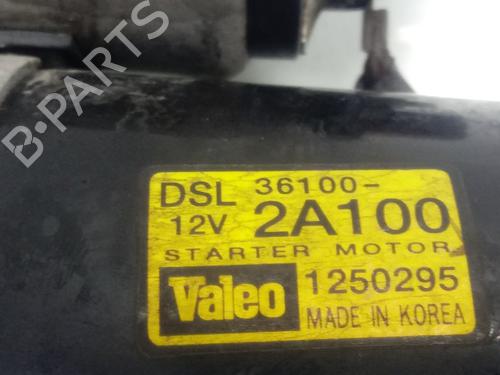 B-PARTS
DSL 36100-
12V 2A100
STARTER MOTOR
Valeo 1250295
MADE IN KOREA